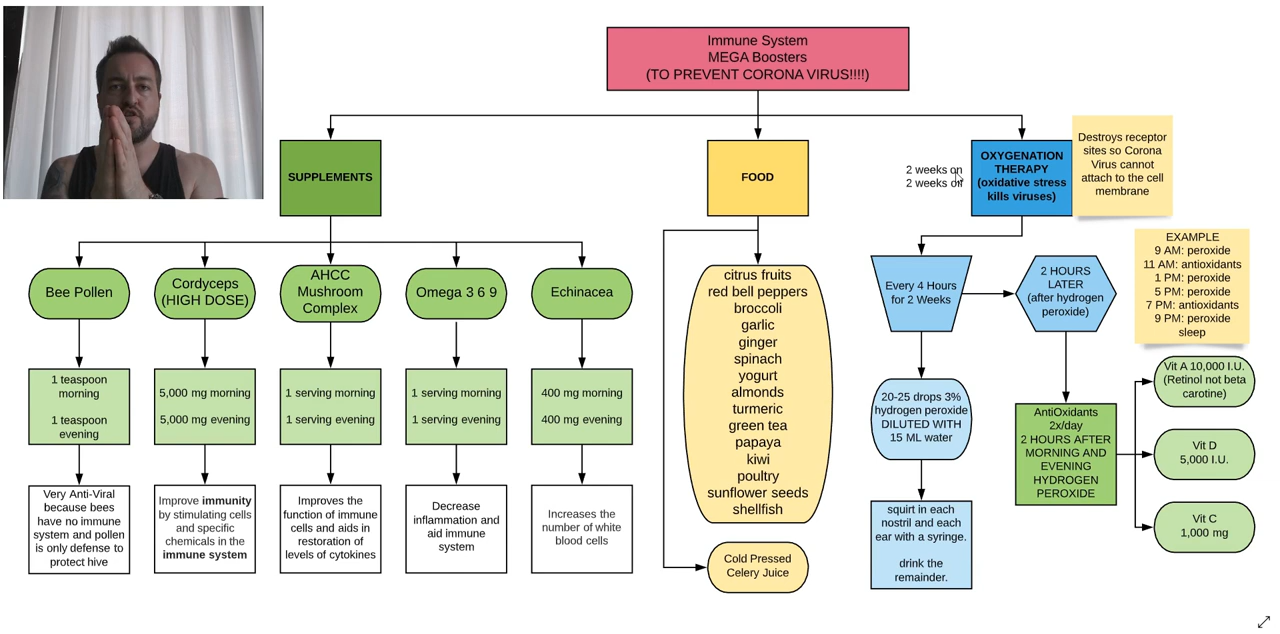 Immune System
MEGA Boosters
(TO PREVENT CORONA VIRUS!!!!)
SUPPLEMENTS
FOOD
2 weeks on
2 weeks
OXYGENATION
THERAPY
(oxidative stress
kills viruses)
Destroys receptor
sites so Corona
Virus cannot
attach to the cell
membrane
Bee Pollen
Cordyceps
(HIGH DOSE)
AHCC
Mushroom
Complex
Omega 3 6 9
Echinacea
1 teaspoon
morning
1 teaspoon
evening
5,000 mg morning
5,000 mg evening
1 serving morning
1 serving evening
1 serving morning
1 serving evening
400 mg morning
400 mg evening
Very Anti-Viral
because bees
have no immune
system and pollen
is only defense to
protect hive
Improve immunity
by stimulating cells
and specific
chemicals in the
immune system
Improves the
function of immune
cells and aids in
restoration of
levels of cytokines
Decrease
inflammation and
aid immune
system
Increases the
number of white
blood cells
citrus fruits
red bell peppers
broccoli
garlic
ginger
spinach
yogurt
almonds
turmeric
green tea
papaya
kiwi
poultry
sunflower seeds
shellfish
Cold Pressed
Celery Juice
Every 4 Hours
for 2 Weeks
20-25 drops 3%
hydrogen peroxide
DILUTED WITH
15 ML water
squirt in each
nostril and each
ear with a syringe.
drink the
remainder.
2 HOURS
LATER
(after hydrogen
peroxide)
AntiOxidants
2x/day
2 HOURS AFTER
MORNING AND
EVENING
HYDROGEN
PEROXIDE
EXAMPLE
9 AM: peroxide
11 AM: antioxidants
1 PM: peroxide
5 PM: peroxide
7 PM: antioxidants
9 PM: peroxide
sleep
Vit A 10,000 I.U.
(Retinol not beta
carotine)
Vit D
5,000 I.U.
Vit C
1,000 mg